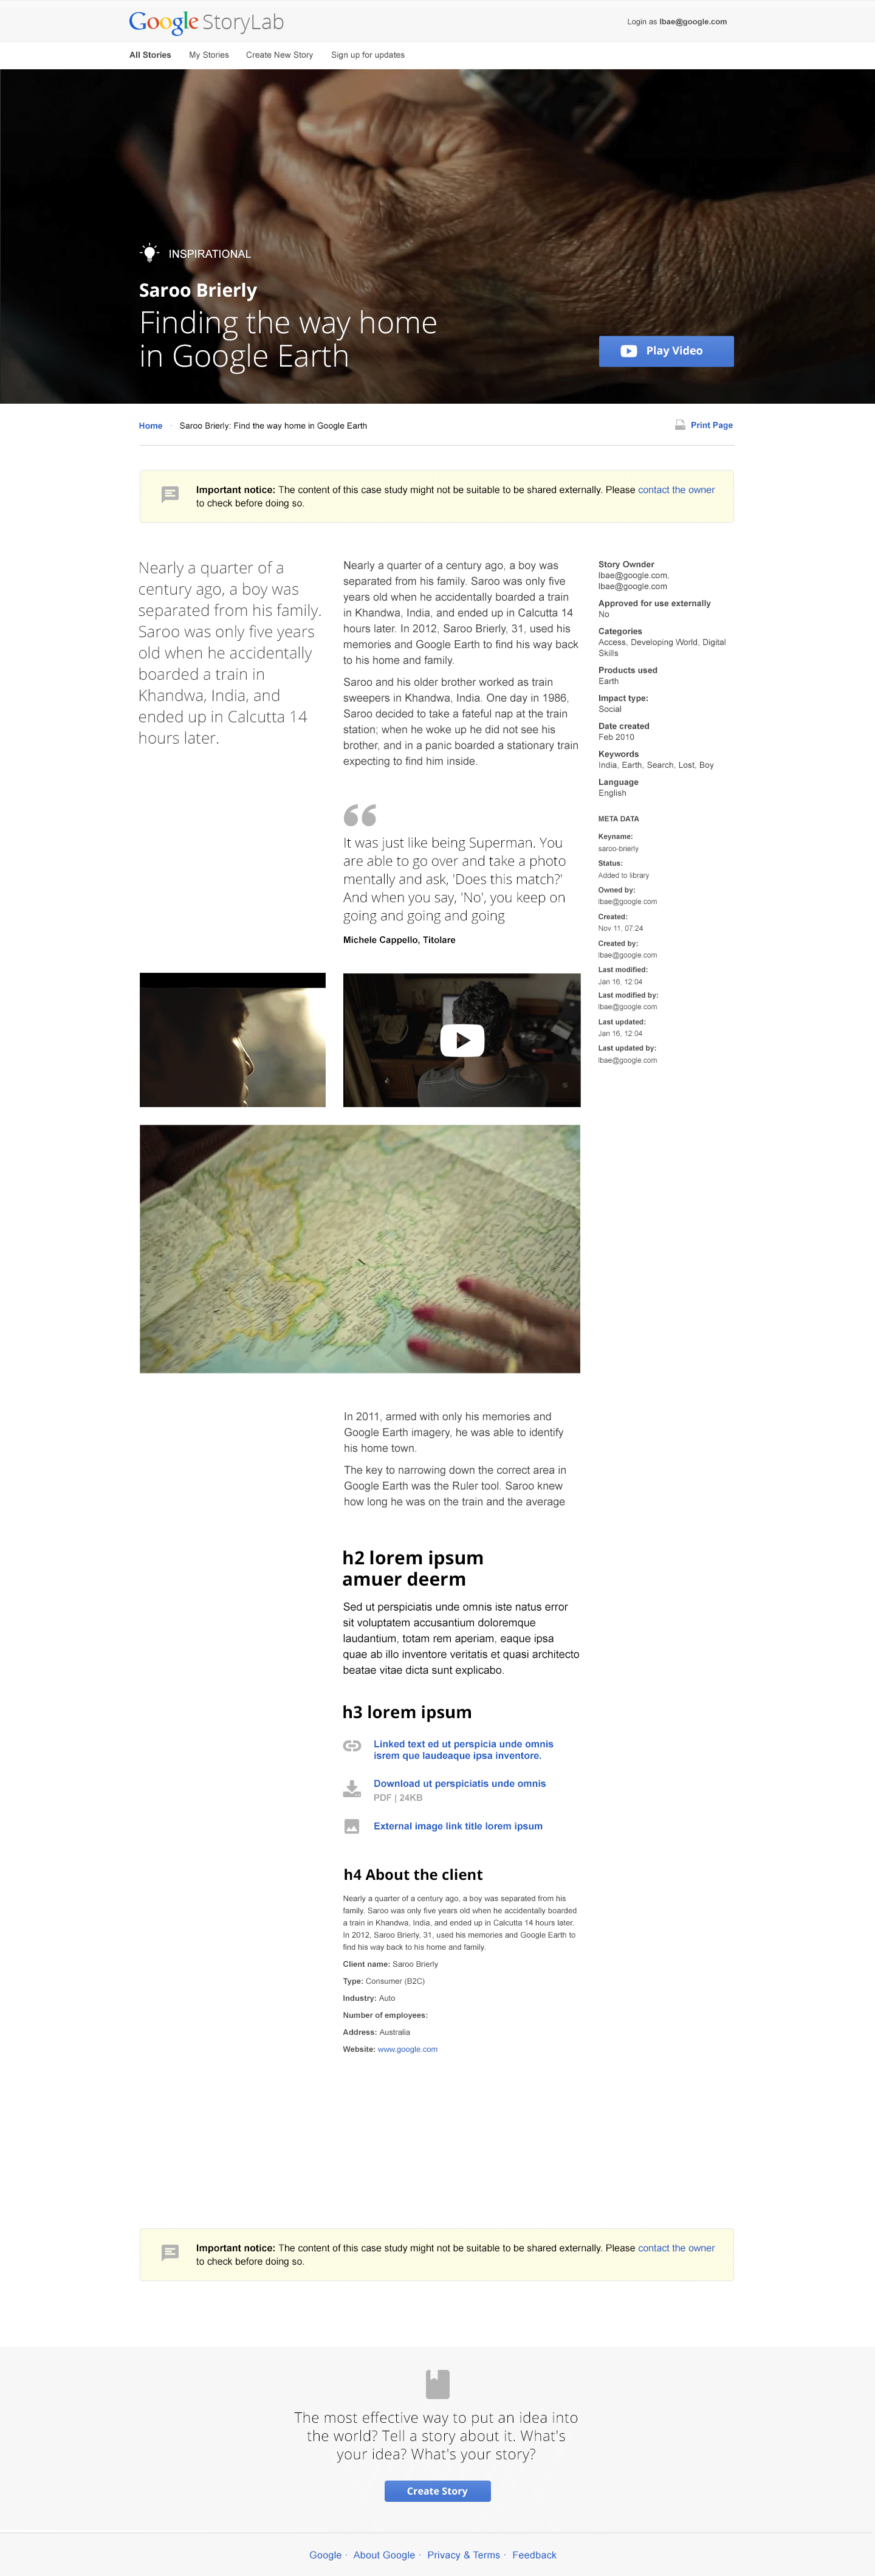 Google StoryLab
Login as lbae@google.com
All Stories My Stories Create New Story Sign up for updates
INSPIRATIONAL
Saroo Brierly
Finding the way home
in Google Earth
Play Video
Home · Saroo Brierly: Find the way home in Google Earth
Print Page
Important notice: The content of this case study might not be suitable to be shared externally. Please contact the owner
to check before doing so.
Nearly a quarter of a
century ago, a boy was
separated from his family.
Saroo was only five years
old when he accidentally
boarded a train in
Khandwa, India, and
ended up in Calcutta 14
hours later.
Nearly a quarter of a century ago, a boy was
separated from his family. Saroo was only five
years old when he accidentally boarded a train
in Khandwa, India, and ended up in Calcutta 14
hours later. In 2012, Saroo Brierly, 31, used his
memories and Google Earth to find his way back
to his home and family.
Saroo and his older brother worked as train
sweepers in Khandwa, India. One day in 1986,
Saroo decided to take a fateful nap at the train
station; when he woke up he did not see his
brother, and in a panic boarded a stationary train
expecting to find him inside.
“
It was just like being Superman. You
are able to go over and take a photo
mentally and ask, 'Does this match?'
And when you say, 'No', you keep on
going and going and going
Michele Cappello, Titolare
Story Ownder
lbae@google.com,
lbae@google.com
Approved for use externally
No
Categories
Access, Developing World, Digital
Skills
Products used
Earth
Impact type:
Social
Date created
Feb 2010
Keywords
India, Earth, Search, Lost, Boy
Language
English
META DATA
Keyname:
saroo-brierly
Status:
Added to library
Owned by:
lbae@google.com
Created:
Nov 11, 07:24
Created by:
lbae@google.com
Last modified:
Jan 16, 12:04
Last modified by:
lbae@google.com
Last updated:
Jan 16, 12:04
Last updated by:
lbae@google.com
In 2011, armed with only his memories and
Google Earth imagery, he was able to identify
his home town.
The key to narrowing down the correct area in
Google Earth was the Ruler tool. Saroo knew
how long he was on the train and the average
h2 lorem ipsum
amuer deerm
Sed ut perspiciatis unde omnis iste natus error
sit voluptatem accusantium doloremque
laudantium, totam rem aperiam, eaque ipsa
quae ab illo inventore veritatis et quasi architecto
beatae vitae dicta sunt explicabo.
h3 lorem ipsum
Linked text ed ut perspicia unde omnis
isrem que laudeaque ipsa inventore.
Download ut perspiciatis unde omnis
PDF | 24KB
External image link title lorem ipsum
h4 About the client
Nearly a quarter of a century ago, a boy was separated from his
family. Saroo was only five years old when he accidentally boarded
a train in Khandwa, India, and ended up in Calcutta 14 hours later.
In 2012, Saroo Brierly, 31, used his memories and Google Earth to
find his way back to his home and family.
Client name: Saroo Brierly
Type: Consumer (B2C)
Industry: Auto
Number of employees:
Address: Australia
Website: www.google.com
Important notice: The content of this case study might not be suitable to be shared externally. Please contact the owner
to check before doing so.
The most effective way to put an idea into
the world? Tell a story about it. What's
your idea? What's your story?
Create Story
Google · About Google · Privacy & Terms · Feedback